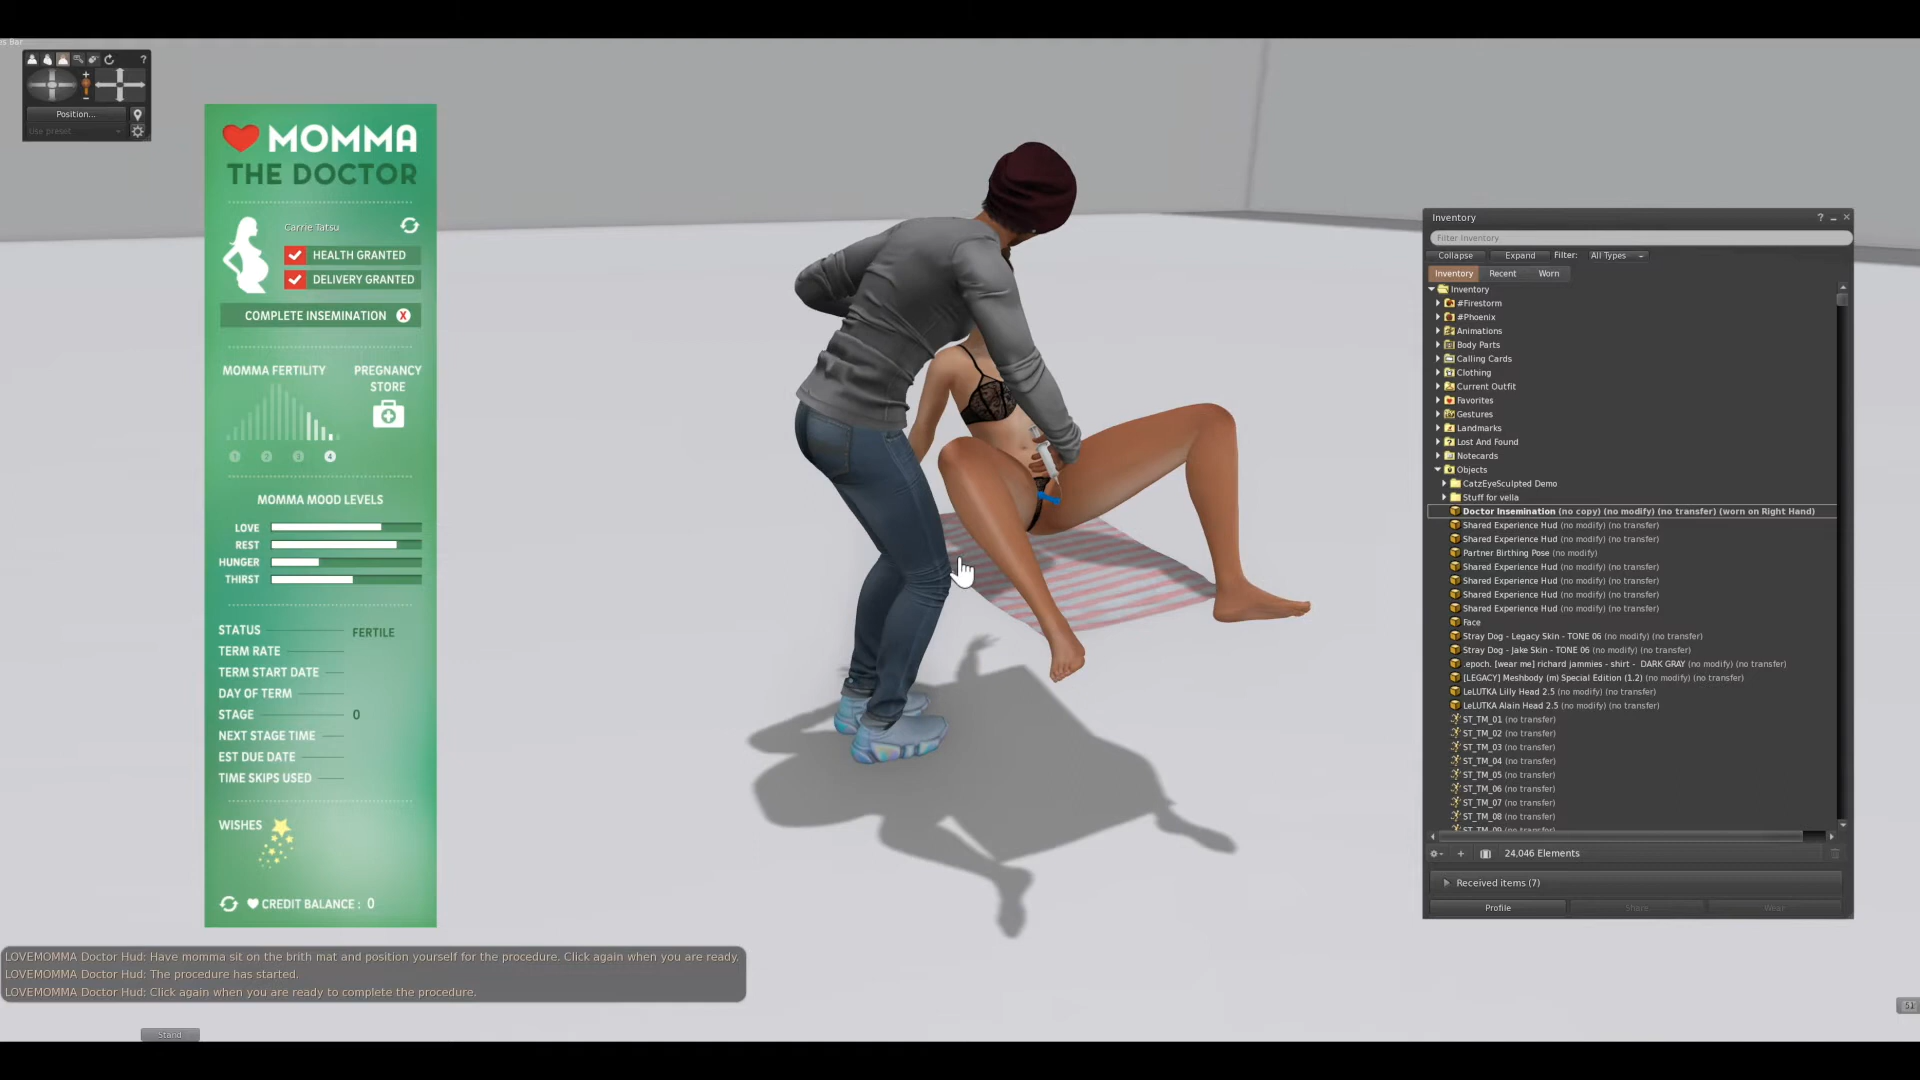 es Bar
?
Position...
Use preset
MOMMA
THE DOCTOR
Carrie Tatsu
HEALTH GRANTED
DELIVERY GRANTED
COMPLETE INSEMINATION X
MOMMA FERTILITY
PREGNANCY
STORE
1 2 3 4
MOMMA MOOD LEVELS
LOVE
REST
HUNGER
THIRST
STATUS FERTILE
TERM RATE
TERM START DATE
DAY OF TERM
STAGE 0
NEXT STAGE TIME
EST DUE DATE
TIME SKIPS USED
WISHES
CREDIT BALANCE : 0
LOVEMOMMA Doctor Hud: Have momma sit on the brith mat and position yourself for the procedure. Click again when you are ready.
LOVEMOMMA Doctor Hud: The procedure has started.
LOVEMOMMA Doctor Hud: Click again when you are ready to complete the procedure.
Stand
Inventory ?
Filter Inventory
Collapse Expand Filter: All Types
Inventory Recent Worn
Inventory
#Firestorm
#Phoenix
Animations
Body Parts
Calling Cards
Clothing
Current Outfit
Favorites
Gestures
Landmarks
Lost And Found
Notecards
Objects
CatzEyeSculpted Demo
Stuff for vella
Doctor Insemination (no copy) (no modify) (no transfer) (worn on Right Hand)
Shared Experience Hud (no modify) (no transfer)
Shared Experience Hud (no modify) (no transfer)
Partner Birthing Pose (no modify)
Shared Experience Hud (no modify) (no transfer)
Shared Experience Hud (no modify) (no transfer)
Shared Experience Hud (no modify) (no transfer)
Shared Experience Hud (no modify) (no transfer)
Face
Stray Dog - Legacy Skin - TONE 06 (no modify) (no transfer)
Stray Dog - Jake Skin - TONE 06 (no modify) (no transfer)
.epoch. [wear me] richard jammies - shirt - DARK GRAY (no modify) (no transfer)
[LEGACY] Meshbody (m) Special Edition (1.2) (no modify) (no transfer)
LeLUTKA Lilly Head 2.5 (no modify) (no transfer)
LeLUTKA Alain Head 2.5 (no modify) (no transfer)
ST_TM_01 (no transfer)
ST_TM_02 (no transfer)
ST_TM_03 (no transfer)
ST_TM_04 (no transfer)
ST_TM_05 (no transfer)
ST_TM_06 (no transfer)
ST_TM_07 (no transfer)
ST_TM_08 (no transfer)
ST_TM_09 (no transfer)
24,046 Elements
Received items (7)
Profile Share Wear
51